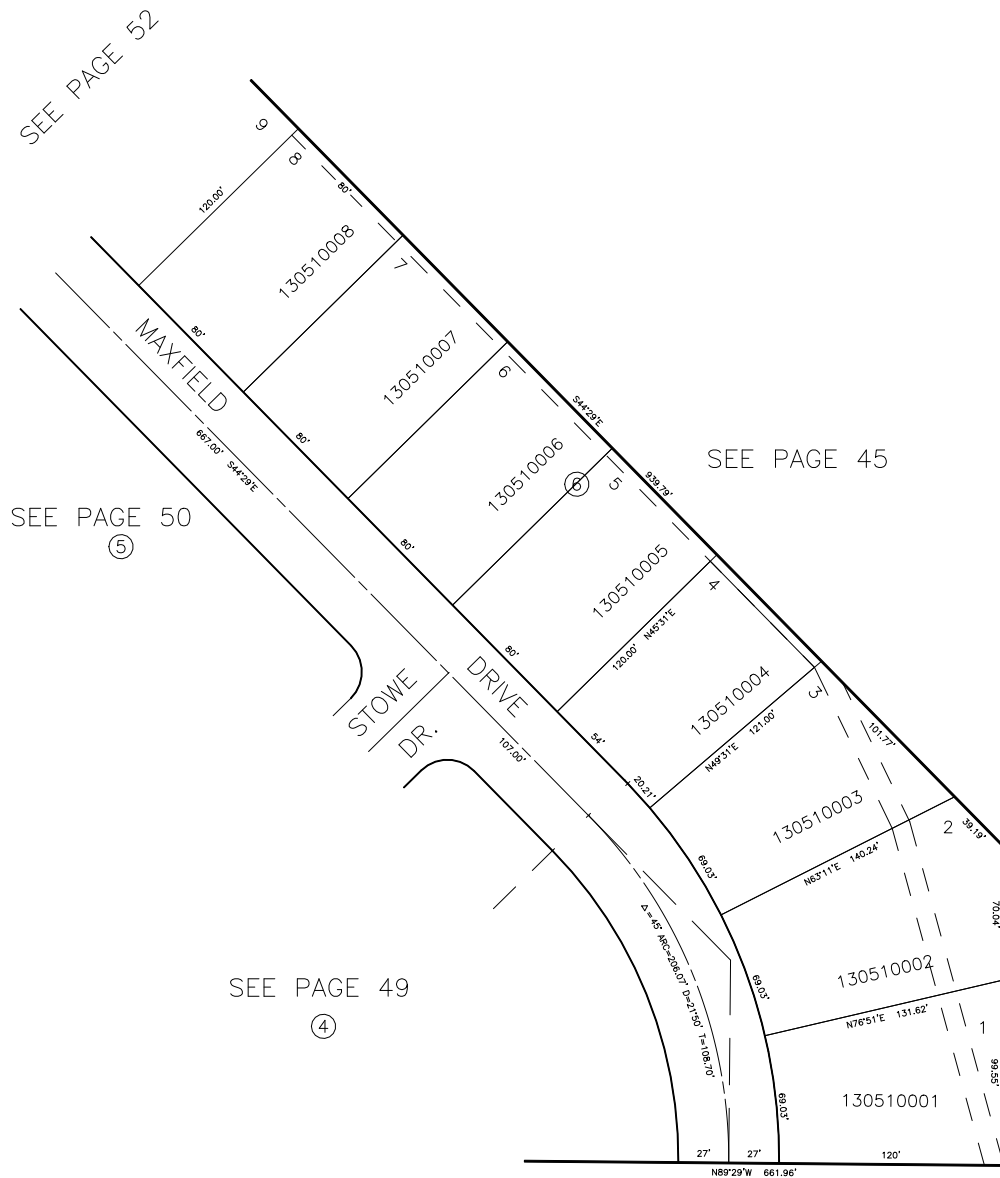 SEE PAGE 52
9
8
80'
120.00'
130510008
7
80'
MAXFIELD
130510007
6
S44°29'E
80'
667.00' S44°29'E
130510006
6
5
939.79'
SEE PAGE 45
SEE PAGE 50
5
80'
130510005
4
120.00' N45°31'E
80'
STOWE
DR.
DRIVE
130510004
3
101.77'
107.00'
54'
N49°31'E 121.00'
20.21'
130510003
2
39.19'
69.03'
N63°11'E 140.24'
70.04'
Δ=45° ARC=206.07' D=21°50' T=108.70'
130510002
69.03'
SEE PAGE 49
4
N76°51'E 131.62'
1
99.55'
69.03'
130510001
27'
27'
120'
N89°29'W 661.96'